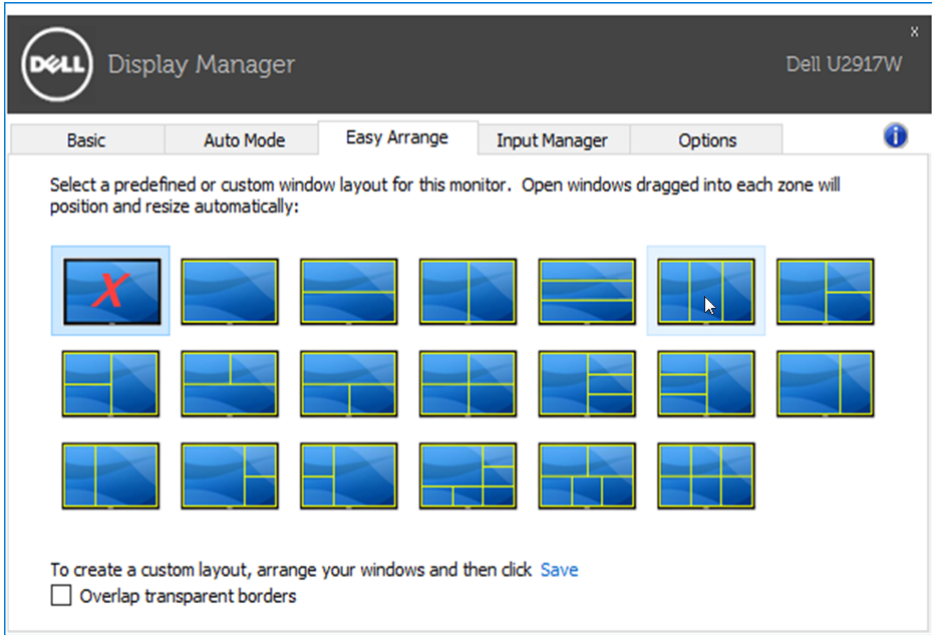 x
DELL
Display Manager
Dell U2917W
Basic
Auto Mode
Easy Arrange
Input Manager
Options
i
Select a predefined or custom window layout for this monitor. Open windows dragged into each zone will
position and resize automatically:
X
To create a custom layout, arrange your windows and then click Save
Overlap transparent borders